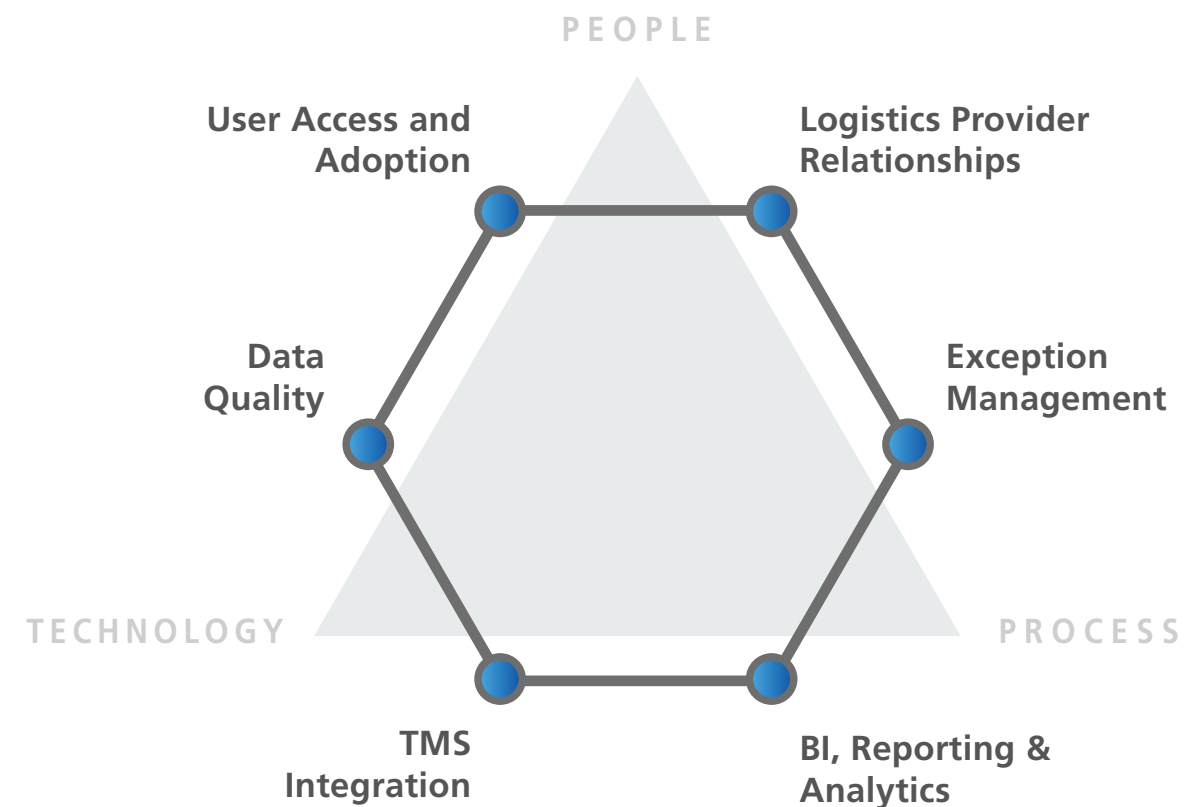 PEOPLE
User Access and
Adoption
Logistics Provider
Relationships
Data
Quality
Exception
Management
TECHNOLOGY
PROCESS
TMS
Integration
BI, Reporting &
Analytics